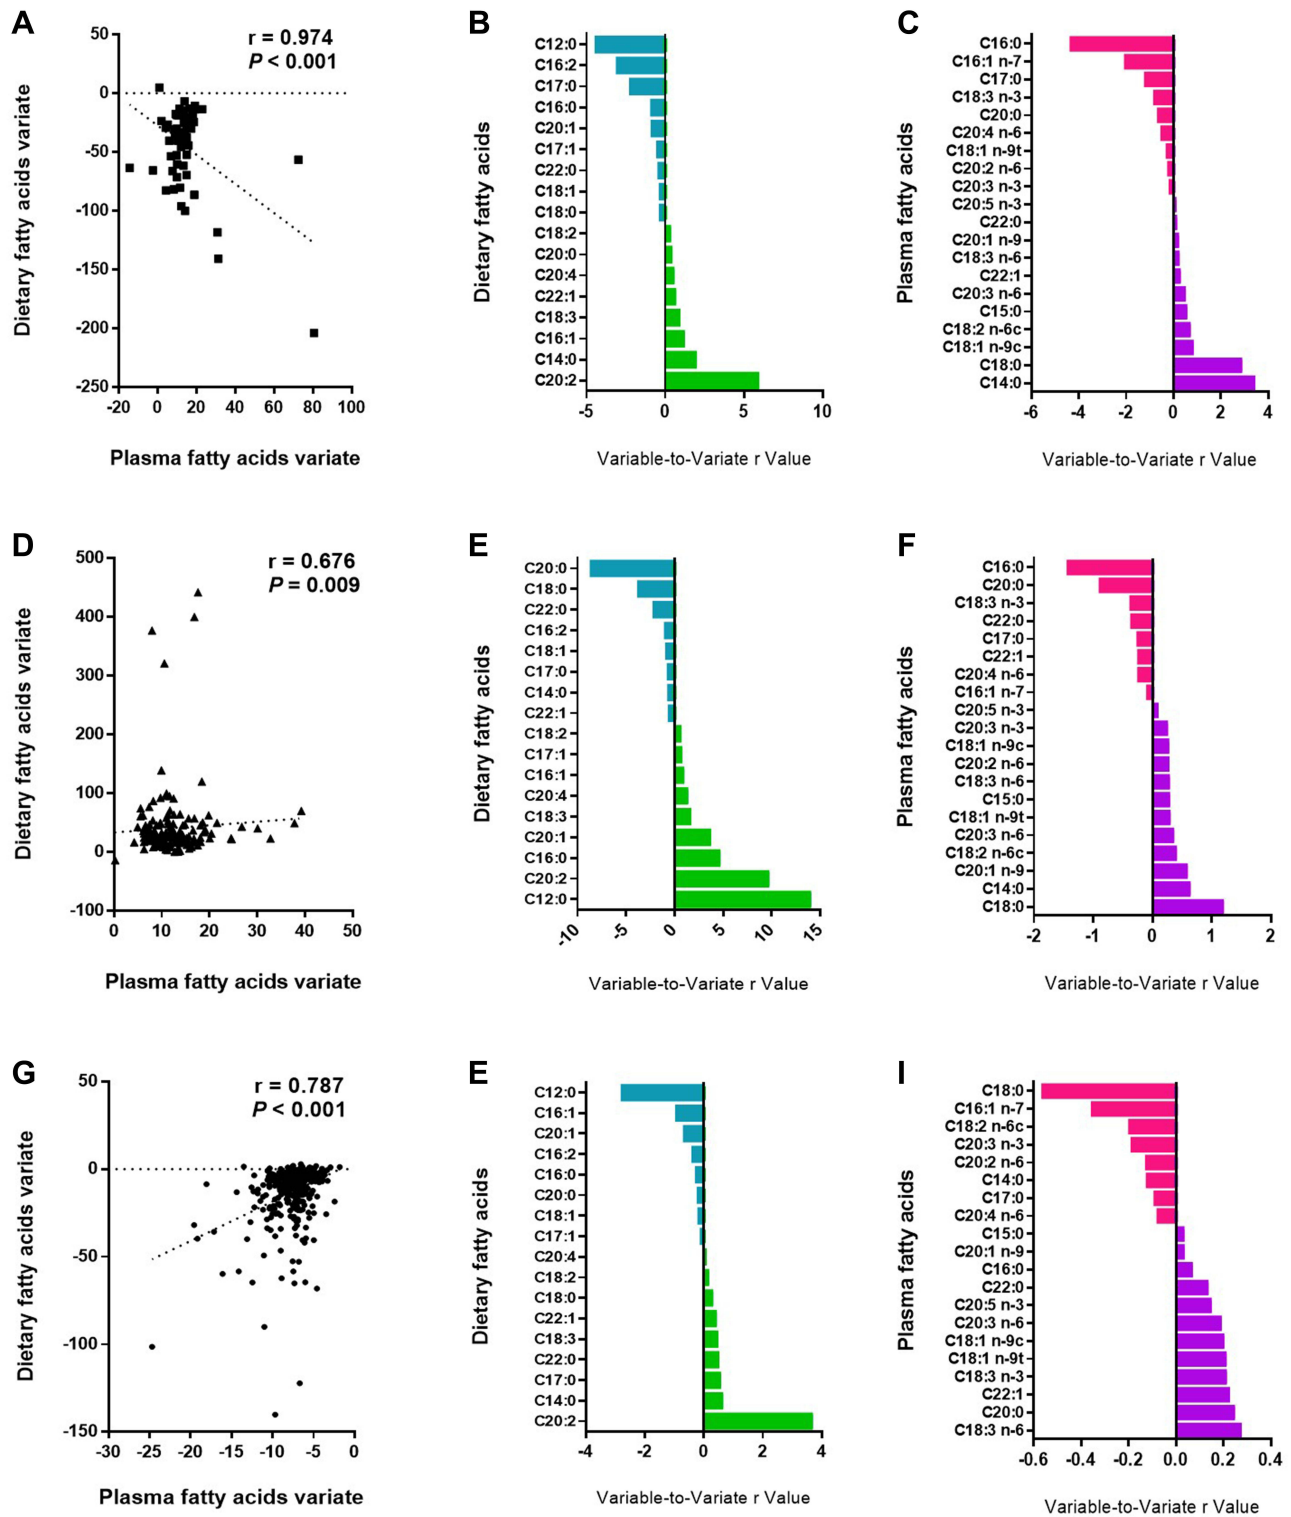 A
r = 0.974
P < 0.001
Dietary fatty acids variate
50
0
-50
-100
-150
-200
-250
-20 0 20 40 60 80 100
Plasma fatty acids variate
B
Dietary fatty acids
C12:0
C16:2
C17:0
C16:0
C20:1
C17:1
C22:0
C18:1
C18:0
C18:2
C20:0
C20:4
C22:1
C18:3
C16:1
C14:0
C20:2
-5 0 5 10
Variable-to-Variate r Value
C
Plasma fatty acids
C16:0
C16:1 n-7
C17:0
C18:3 n-3
C20:0
C20:4 n-6
C18:1 n-9t
C20:2 n-6
C20:3 n-3
C20:5 n-3
C22:0
C20:1 n-9
C18:3 n-6
C22:1
C20:3 n-6
C15:0
C18:2 n-6c
C18:1 n-9c
C18:0
C14:0
-6 -4 -2 0 2 4
Variable-to-Variate r Value
D
r = 0.676
P = 0.009
Dietary fatty acids variate
500
400
300
200
100
0
-100
0 10 20 30 40 50
Plasma fatty acids variate
E
Dietary fatty acids
C20:0
C18:0
C22:0
C16:2
C18:1
C17:0
C14:0
C22:1
C18:2
C17:1
C16:1
C20:4
C18:3
C20:1
C16:0
C20:2
C12:0
-10 -5 0 5 10 15
Variable-to-Variate r Value
F
Plasma fatty acids
C16:0
C20:0
C18:3 n-3
C22:0
C17:0
C22:1
C20:4 n-6
C16:1 n-7
C20:5 n-3
C20:3 n-3
C18:1 n-9c
C20:2 n-6
C18:3 n-6
C15:0
C18:1 n-9t
C20:3 n-6
C18:2 n-6c
C20:1 n-9
C14:0
C18:0
-2 -1 0 1 2
Variable-to-Variate r Value
G
r = 0.787
P < 0.001
Dietary fatty acids variate
50
0
-50
-100
-150
-30 -25 -20 -15 -10 -5 0
Plasma fatty acids variate
E
Dietary fatty acids
C12:0
C16:1
C20:1
C16:2
C16:0
C20:0
C18:1
C17:1
C20:4
C18:2
C18:0
C22:1
C18:3
C22:0
C17:0
C14:0
C20:2
-4 -2 0 2 4
Variable-to-Variate r Value
I
Plasma fatty acids
C18:0
C16:1 n-7
C18:2 n-6c
C20:3 n-3
C20:2 n-6
C14:0
C17:0
C20:4 n-6
C15:0
C20:1 n-9
C16:0
C22:0
C20:5 n-3
C20:3 n-6
C18:1 n-9c
C18:1 n-9t
C18:3 n-3
C22:1
C20:0
C18:3 n-6
-0.6 -0.4 -0.2 0.0 0.2 0.4
Variable-to-Variate r Value